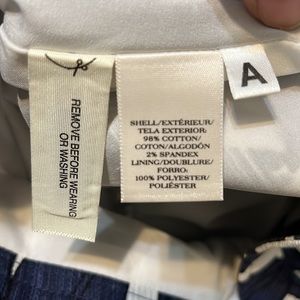 REMOVE BEFORE WEARING
OR WASHING
SHELL/EXTÉRIEUR/
TELA EXTERIOR:
98% COTTON/
COTON/ALGODÓN
2% SPANDEX
LINING/DOUBLURE/
FORRO:
100% POLYESTER/
POLIÉSTER
A